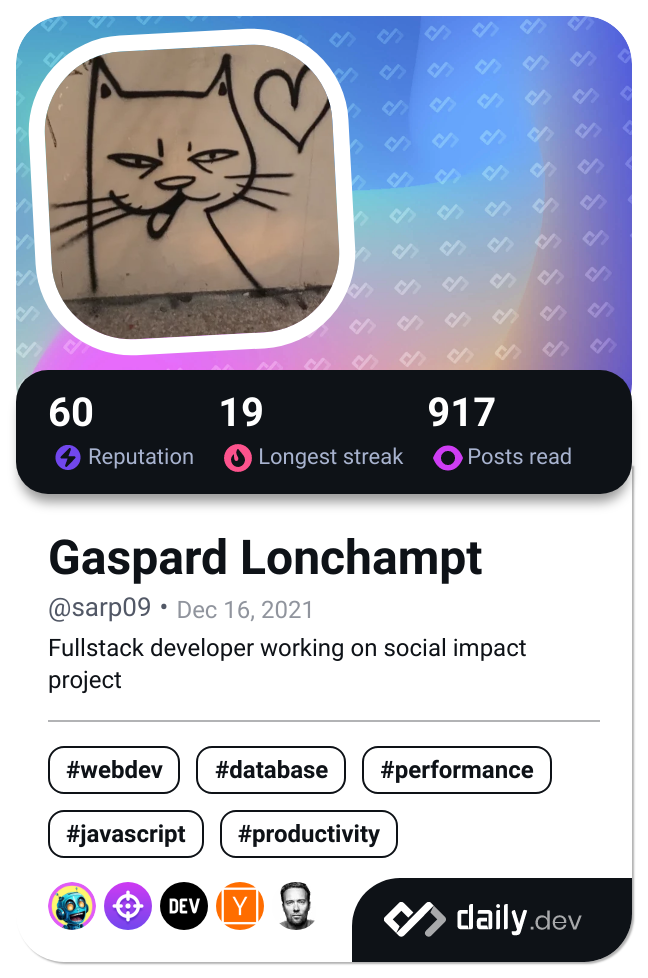 60 19 917
Reputation Longest streak Posts read
Gaspard Lonchampt
@sarp09 • Dec 16, 2021
Fullstack developer working on social impact
project
#webdev #database #performance
#javascript #productivity
DEV Y
daily.dev